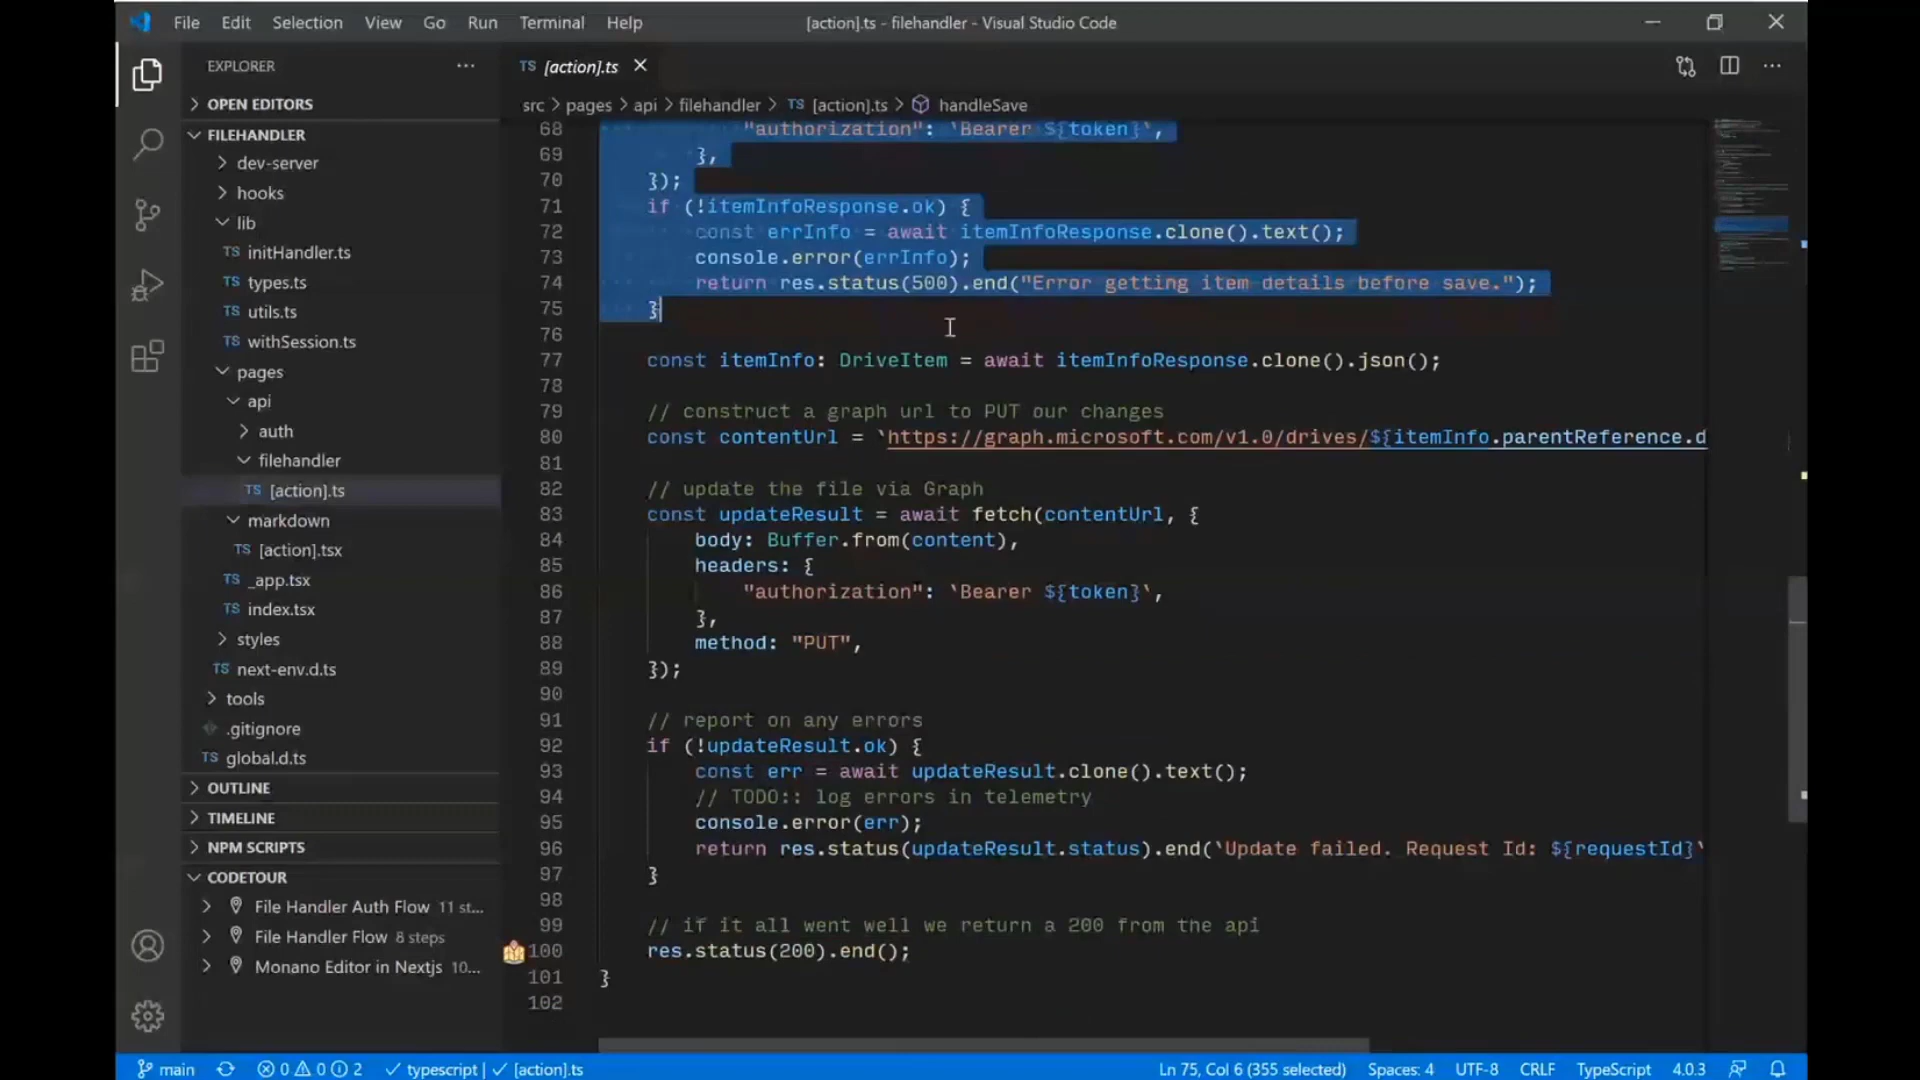 File Edit Selection View Go Run Terminal Help
[action].ts - filehandler - Visual Studio Code
EXPLORER
OPEN EDITORS
FILEHANDLER
dev-server
hooks
lib
TS initHandler.ts
TS types.ts
TS utils.ts
TS withSession.ts
pages
api
auth
filehandler
TS [action].ts
markdown
TS [action].tsx
TS _app.tsx
TS index.tsx
styles
TS next-env.d.ts
tools
.gitignore
TS global.d.ts
OUTLINE
TIMELINE
NPM SCRIPTS
CODETOUR
File Handler Auth Flow 11 st...
File Handler Flow 8 steps
Monano Editor in Nextjs 10...
TS [action].ts
src > pages > api > filehandler > TS [action].ts > handleSave
68 "authorization": `Bearer ${token}`,
69 },
70 });
71 if (!itemInfoResponse.ok) {
72 const errInfo = await itemInfoResponse.clone().text();
73 console.error(errInfo);
74 return res.status(500).end("Error getting item details before save.");
75 }
76
77 const itemInfo: DriveItem = await itemInfoResponse.clone().json();
78
79 // construct a graph url to PUT our changes
80 const contentUrl = `https://graph.microsoft.com/v1.0/drives/${itemInfo.parentReference.d
81
82 // update the file via Graph
83 const updateResult = await fetch(contentUrl, {
84 body: Buffer.from(content),
85 headers: {
86 "authorization": `Bearer ${token}`,
87 },
88 method: "PUT",
89 });
90
91 // report on any errors
92 if (!updateResult.ok) {
93 const err = await updateResult.clone().text();
94 // TODO:: log errors in telemetry
95 console.error(err);
96 return res.status(updateResult.status).end(`Update failed. Request Id: ${requestId}`
97 }
98
99 // if it all went well we return a 200 from the api
100 res.status(200).end();
101 }
102
main 0 0 2 typescript | [action].ts
Ln 75, Col 6 (355 selected) Spaces: 4 UTF-8 CRLF TypeScript 4.0.3